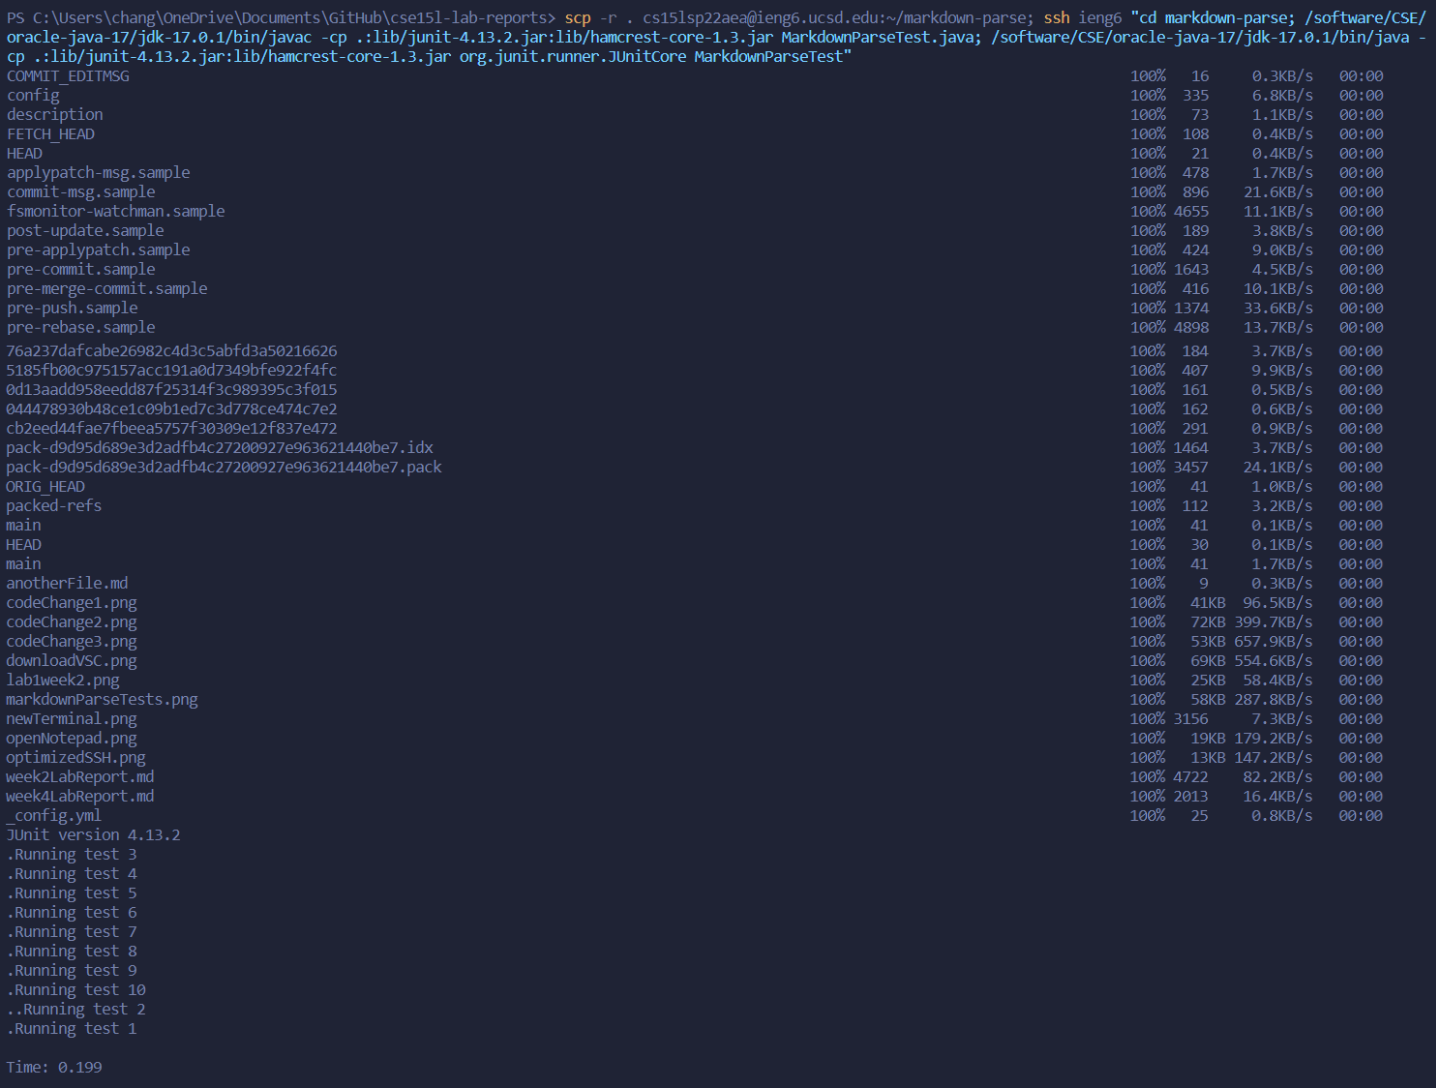 PS C:\Users\chang\OneDrive\Documents\GitHub\cse15l-lab-reports> scp -r . cs15lsp22aea@ieng6.ucsd.edu:~/markdown-parse; ssh ieng6 "cd markdown-parse; /software/CSE/
oracle-java-17/jdk-17.0.1/bin/javac -cp .:lib/junit-4.13.2.jar:lib/hamcrest-core-1.3.jar MarkdownParseTest.java; /software/CSE/oracle-java-17/jdk-17.0.1/bin/java -
cp .:lib/junit-4.13.2.jar:lib/hamcrest-core-1.3.jar org.junit.runner.JUnitCore MarkdownParseTest"
COMMIT_EDITMSG 100% 16 0.3KB/s 00:00
config 100% 335 6.8KB/s 00:00
description 100% 73 1.1KB/s 00:00
FETCH_HEAD 100% 108 0.4KB/s 00:00
HEAD 100% 21 0.4KB/s 00:00
applypatch-msg.sample 100% 478 1.7KB/s 00:00
commit-msg.sample 100% 896 21.6KB/s 00:00
fsmonitor-watchman.sample 100% 4655 11.1KB/s 00:00
post-update.sample 100% 189 3.8KB/s 00:00
pre-applypatch.sample 100% 424 9.0KB/s 00:00
pre-commit.sample 100% 1643 4.5KB/s 00:00
pre-merge-commit.sample 100% 416 10.1KB/s 00:00
pre-push.sample 100% 1374 33.6KB/s 00:00
pre-rebase.sample 100% 4898 13.7KB/s 00:00
76a237dafcabe26982c4d3c5abfd3a50216626 100% 184 3.7KB/s 00:00
5185fb00c975157acc191a0d7349bfe922f4fc 100% 407 9.9KB/s 00:00
0d13aadd958eedd87f25314f3c989395c3f015 100% 161 0.5KB/s 00:00
044478930b48ce1c09b1ed7c3d778ce474c7e2 100% 162 0.6KB/s 00:00
cb2eed44fae7fbeea5757f30309e12f837e472 100% 291 0.9KB/s 00:00
pack-d9d95d689e3d2adfb4c27200927e963621440be7.idx 100% 1464 3.7KB/s 00:00
pack-d9d95d689e3d2adfb4c27200927e963621440be7.pack 100% 3457 24.1KB/s 00:00
ORIG_HEAD 100% 41 1.0KB/s 00:00
packed-refs 100% 112 3.2KB/s 00:00
main 100% 41 0.1KB/s 00:00
HEAD 100% 30 0.1KB/s 00:00
main 100% 41 1.7KB/s 00:00
anotherFile.md 100% 9 0.3KB/s 00:00
codeChange1.png 100% 41KB 96.5KB/s 00:00
codeChange2.png 100% 72KB 399.7KB/s 00:00
codeChange3.png 100% 53KB 657.9KB/s 00:00
downloadVSC.png 100% 69KB 554.6KB/s 00:00
lab1week2.png 100% 25KB 58.4KB/s 00:00
markdownParseTests.png 100% 58KB 287.8KB/s 00:00
newTerminal.png 100% 3156 7.3KB/s 00:00
openNotepad.png 100% 19KB 179.2KB/s 00:00
optimizedSSH.png 100% 13KB 147.2KB/s 00:00
week2LabReport.md 100% 4722 82.2KB/s 00:00
week4LabReport.md 100% 2013 16.4KB/s 00:00
_config.yml 100% 25 0.8KB/s 00:00
JUnit version 4.13.2
.Running test 3
.Running test 4
.Running test 5
.Running test 6
.Running test 7
.Running test 8
.Running test 9
.Running test 10
..Running test 2
.Running test 1
Time: 0.199